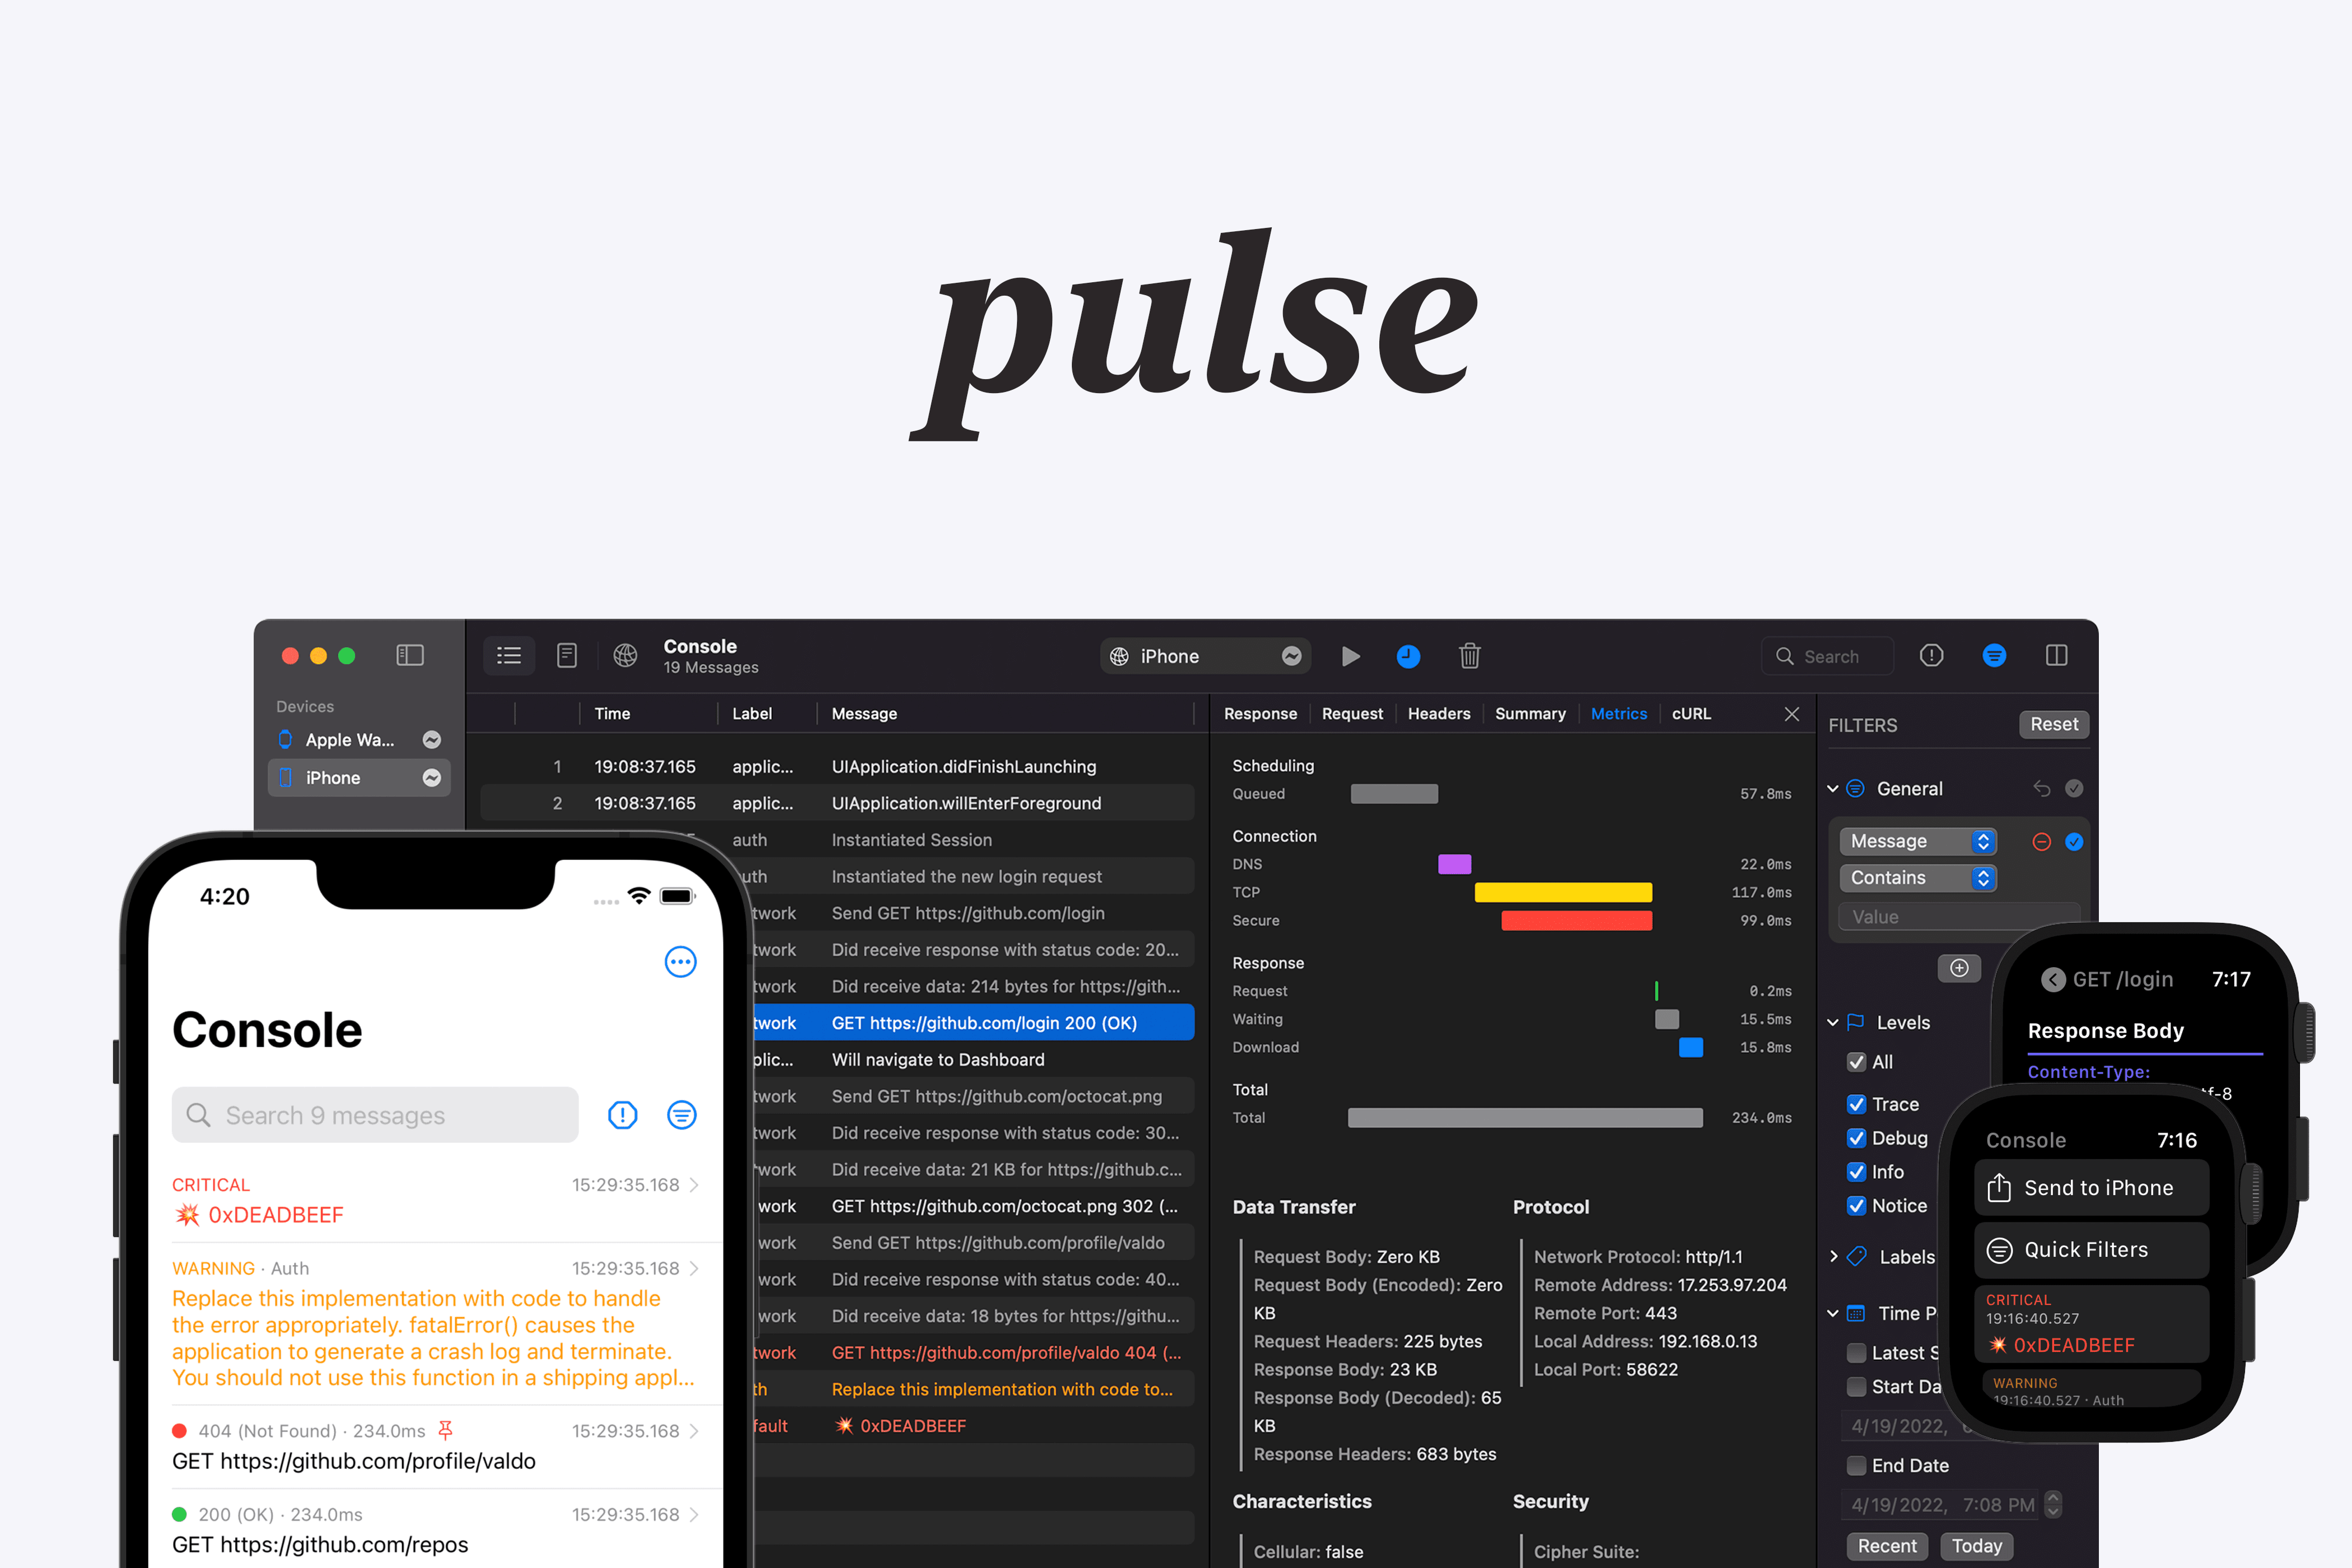 pulse
Console
19 Messages
iPhone
Search
Devices
Apple Wa...
iPhone
Time Label Message
1 19:08:37.165 applic... UIApplication.didFinishLaunching
2 19:08:37.165 applic... UIApplication.willEnterForeground
auth Instantiated Session
uth Instantiated the new login request
twork Send GET https://github.com/login
twork Did receive response with status code: 20...
twork Did receive data: 214 bytes for https://gith...
twork GET https://github.com/login 200 (OK)
plic... Will navigate to Dashboard
work Send GET https://github.com/octocat.png
work Did receive response with status code: 30...
work Did receive data: 21 KB for https://github.c...
work GET https://github.com/octocat.png 302 (...
work Send GET https://github.com/profile/valdo
work Did receive response with status code: 40...
work Did receive data: 18 bytes for https://githu...
twork GET https://github.com/profile/valdo 404 (...
th Replace this implementation with code to...
fault 💥 0xDEADBEEF
Response Request Headers Summary Metrics cURL
Scheduling
Queued 57.8ms
Connection
DNS 22.0ms
TCP 117.0ms
Secure 99.0ms
Response
Request 0.2ms
Waiting 15.5ms
Download 15.8ms
Total
Total 234.0ms
Data Transfer
Request Body: Zero KB
Request Body (Encoded): Zero
KB
Request Headers: 225 bytes
Response Body: 23 KB
Response Body (Decoded): 65
KB
Response Headers: 683 bytes
Protocol
Network Protocol: http/1.1
Remote Address: 17.253.97.204
Remote Port: 443
Local Address: 192.168.0.13
Local Port: 58622
Characteristics
Cellular: false
Security
Cipher Suite:
FILTERS Reset
General
Message
Contains
Value
Levels
All
Trace
Debug
Info
Notice
Labels
Time P
Latest S
Start Da
4/19/2022,
End Date
4/19/2022, 7:08 PM
Recent Today
4:20
Console
Search 9 messages
CRITICAL 15:29:35.168
💥 0xDEADBEEF
WARNING · Auth 15:29:35.168
Replace this implementation with code to handle
the error appropriately. fatalError() causes the
application to generate a crash log and terminate.
You should not use this function in a shipping appl...
404 (Not Found) · 234.0ms 15:29:35.168
GET https://github.com/profile/valdo
200 (OK) · 234.0ms 15:29:35.168
GET https://github.com/repos
GET /login 7:17
Response Body
Content-Type:
tf-8
Console 7:16
Send to iPhone
Quick Filters
CRITICAL
19:16:40.527
💥 0xDEADBEEF
WARNING
19:16:40.527 · Auth